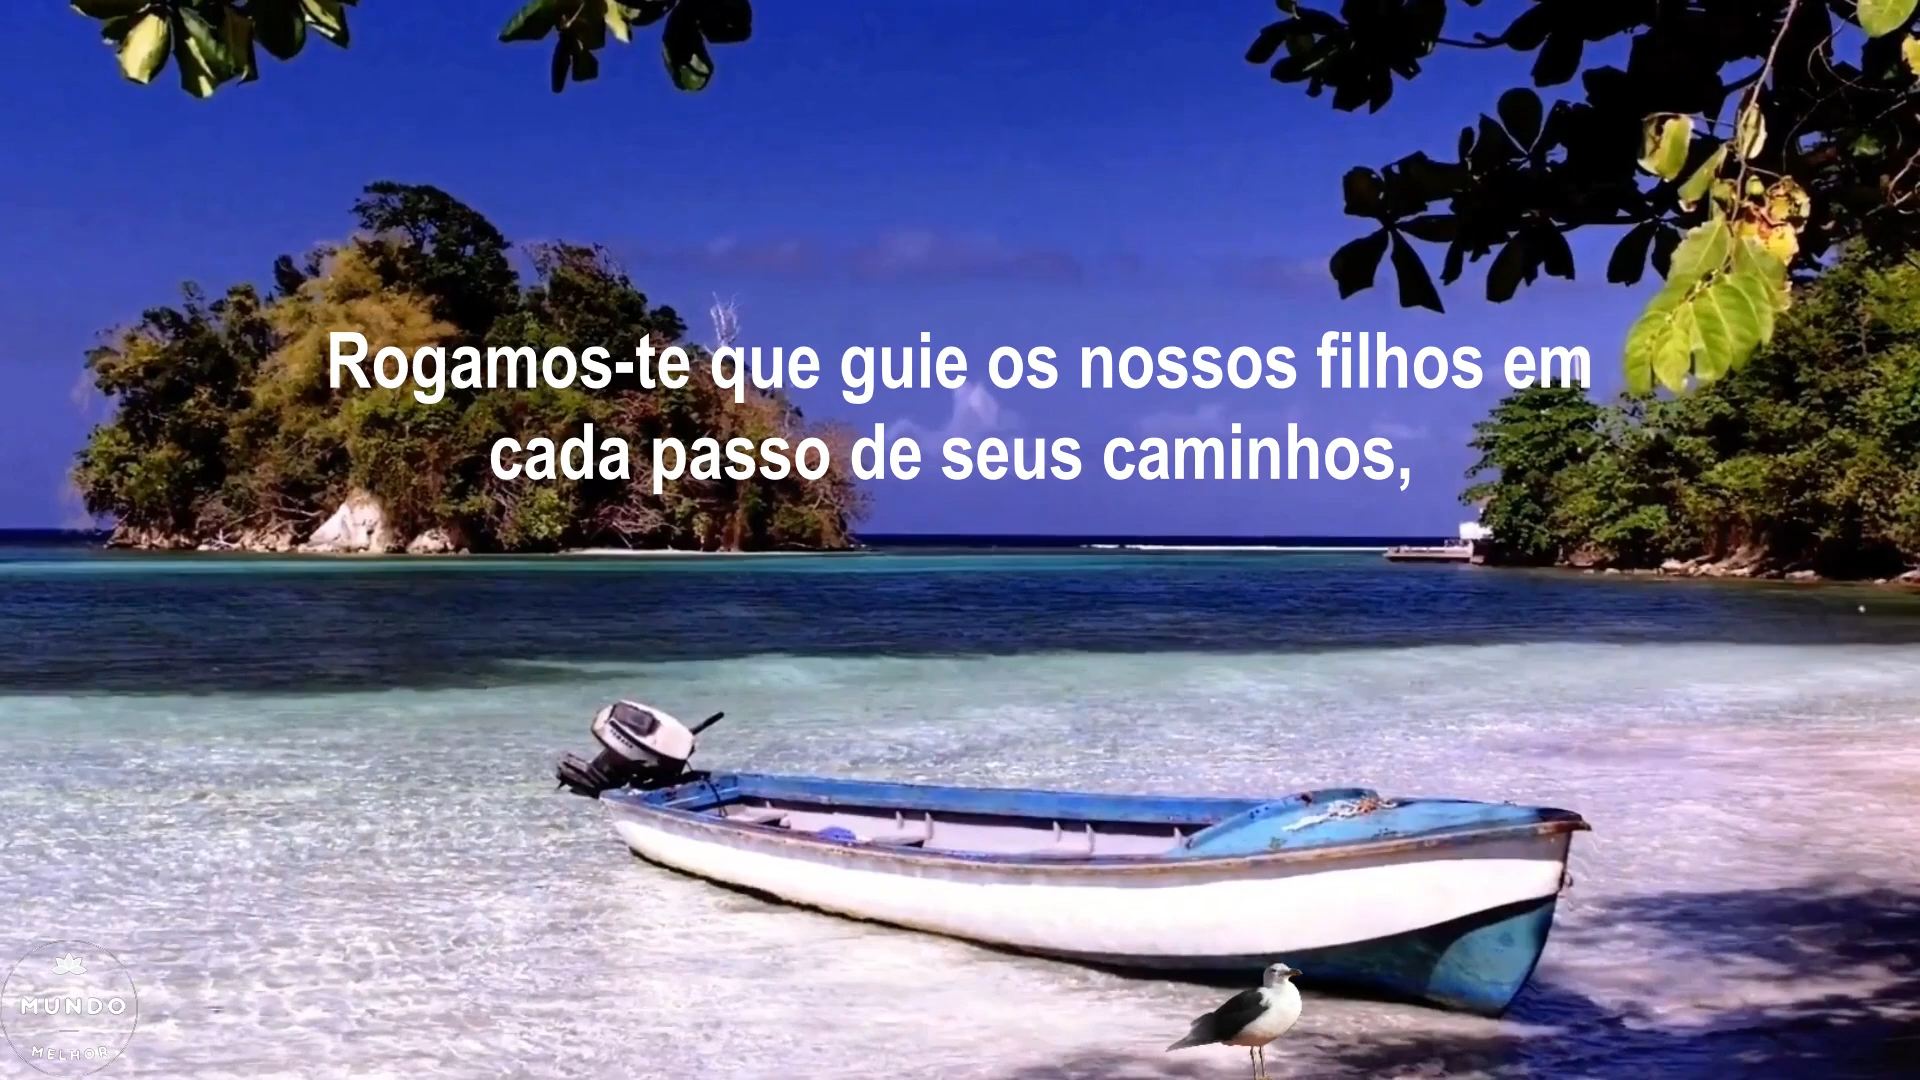 Rogamos-te que guie os nossos filhos em
cada passo de seus caminhos,
MUNDO
MELHOR